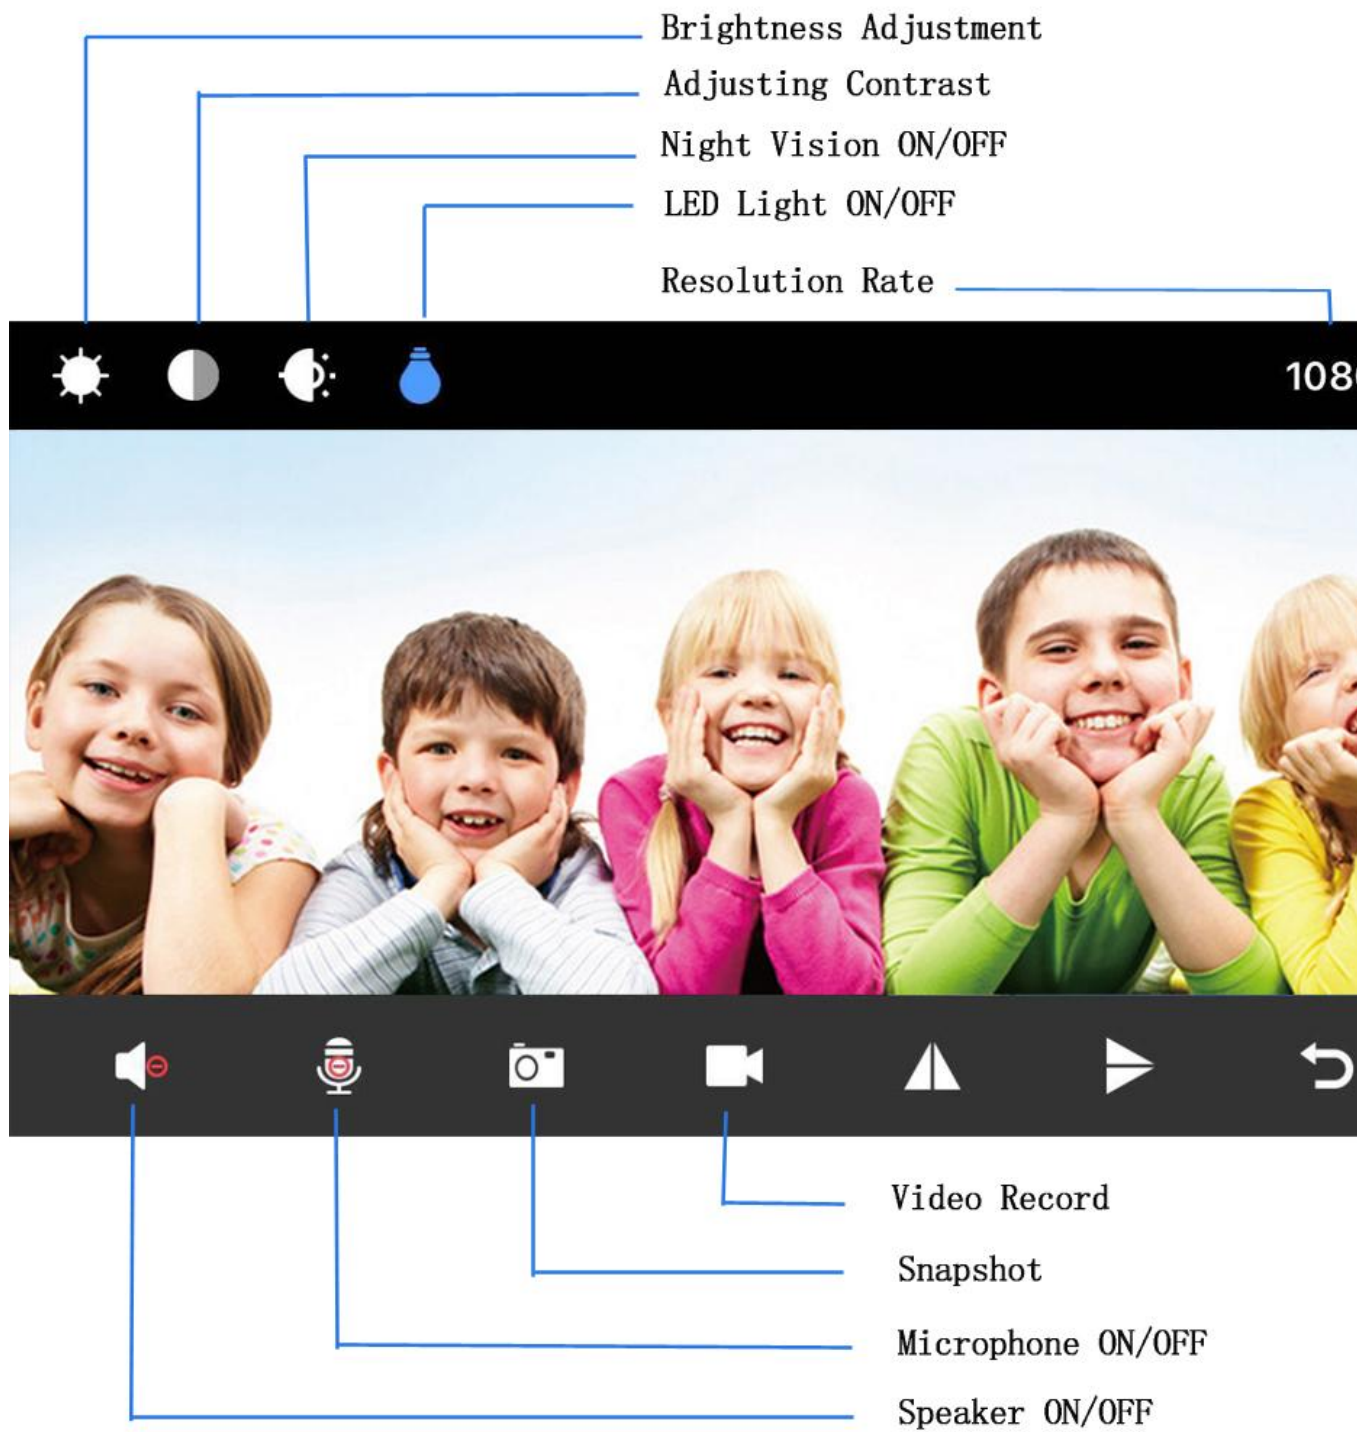 Brightness Adjustment
Adjusting Contrast
Night Vision ON/OFF
LED Light ON/OFF
Resolution Rate
108
Video Record
Snapshot
Microphone ON/OFF
Speaker ON/OFF